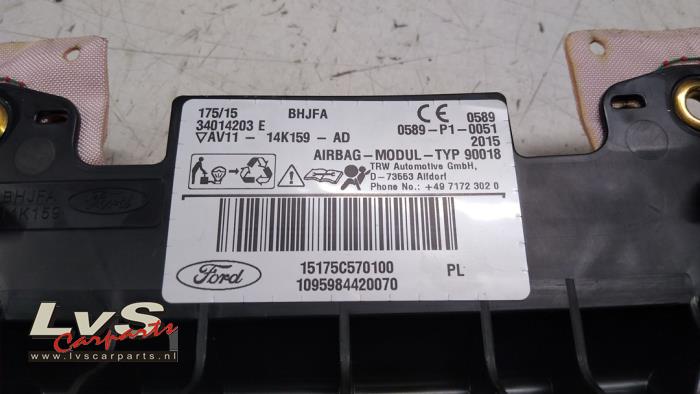 175/15 BHJFA
34014203 E
▽AV11 - 14K159 - AD
CE 0589
0589-P1-0051
2015
AIRBAG-MODUL-TYP 90018
TRW Automotive GmbH,
D-73553 Alldorf
Phone No.: +49 7172 302 0
BHJFA
14K159
Ford
Ford
15175C570100 PL
1095984420070
LvS
Carparts
www.lvscarparts.nl